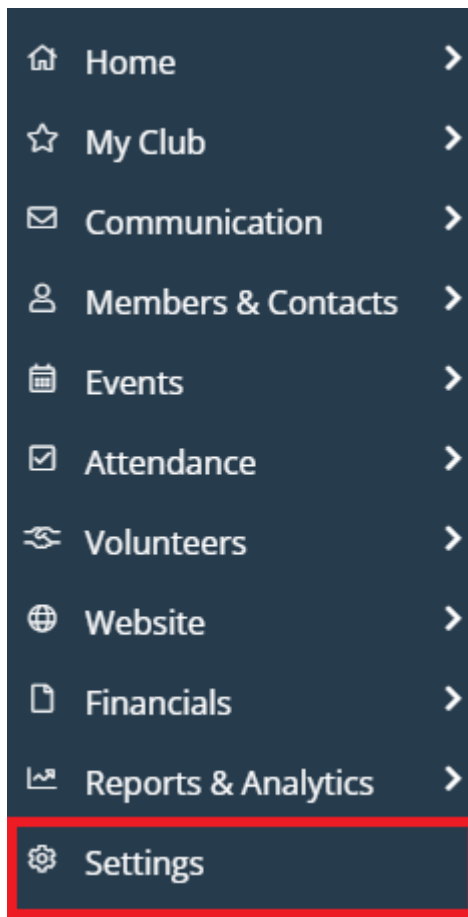 Home
My Club
Communication
Members & Contacts
Events
Attendance
Volunteers
Website
Financials
Reports & Analytics
Settings